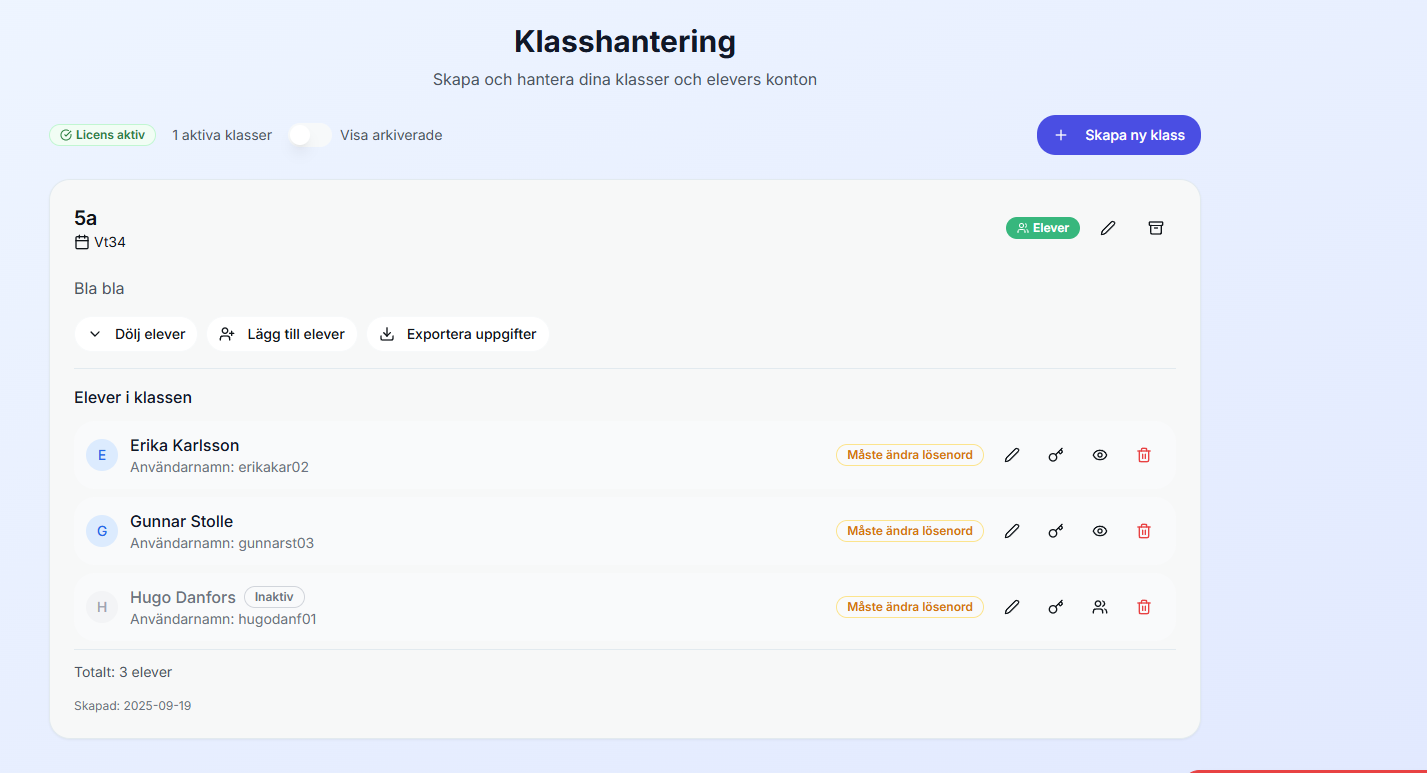 Klasshantering
Skapa och hantera dina klasser och elevers konton
Licens aktiv 1 aktiva klasser Visa arkiverade Skapa ny klass
5a
Elever
Vt34
Bla bla
Dölj elever Lägg till elever Exportera uppgifter
Elever i klassen
E
Erika Karlsson
Användarnamn: erikakar02
Måste ändra lösenord
G
Gunnar Stolle
Användarnamn: gunnarst03
Måste ändra lösenord
H
Hugo Danfors Inaktiv
Användarnamn: hugodanf01
Måste ändra lösenord
Totalt: 3 elever
Skapad: 2025-09-19